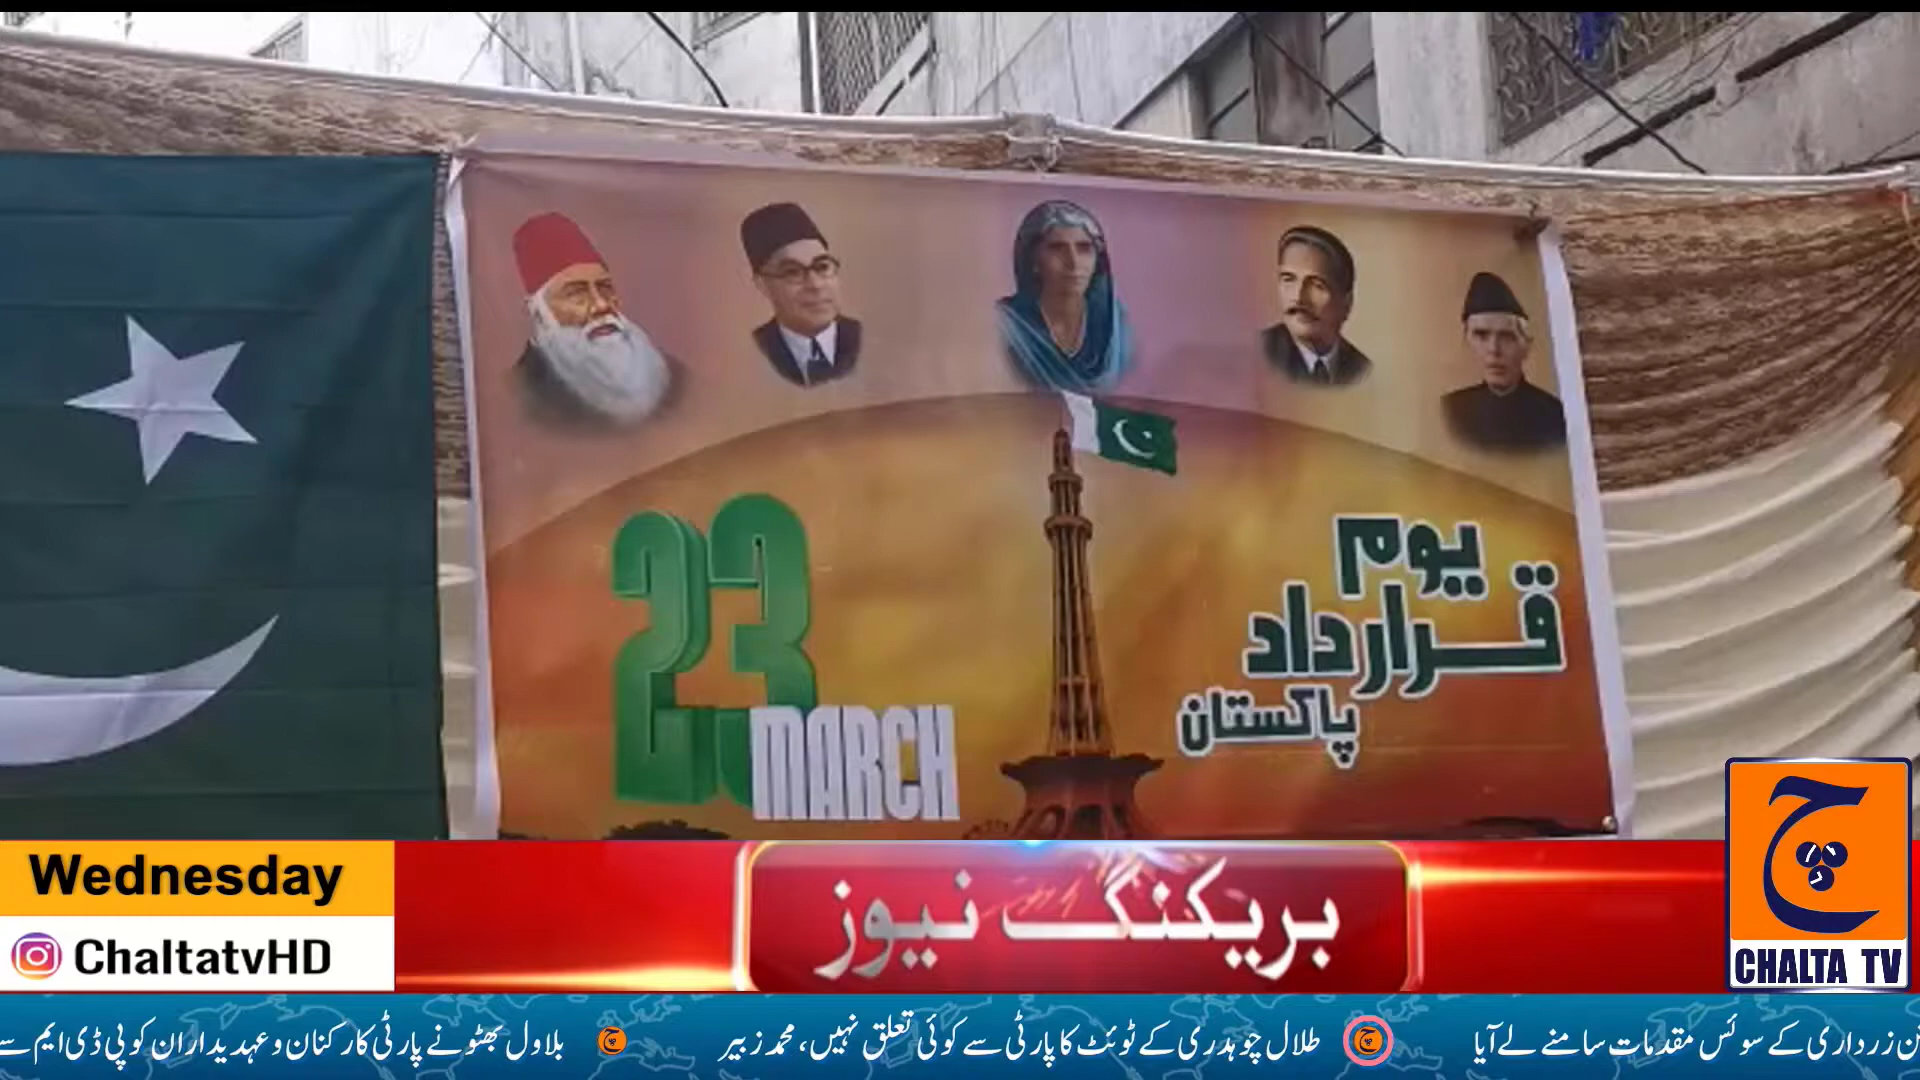 23
MARCH
یوم
قرارداد
پاکستان
Wednesday
ChaltatvHD
بریکنگ نیوز
چ
CHALTA TV
ن زرداری کے سوئس مقدمات سامنے لے آیا
طلال چوہدری کے ٹوئٹ کا پارٹی سے کوئی تعلق نہیں، محمد زبیر
بلاول بھٹو نے پارٹی کارکنان و عہدیداران کو پی ڈی ایم سے